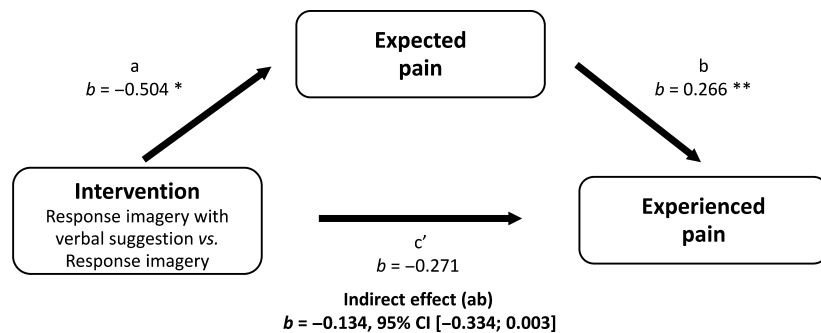 Expected
pain
a
b = −0.504 *
b
b = 0.266 **
Intervention
Response imagery with
verbal suggestion vs.
Response imagery
Experienced
pain
c'
b = −0.271
Indirect effect (ab)
b = −0.134, 95% CI [−0.334; 0.003]